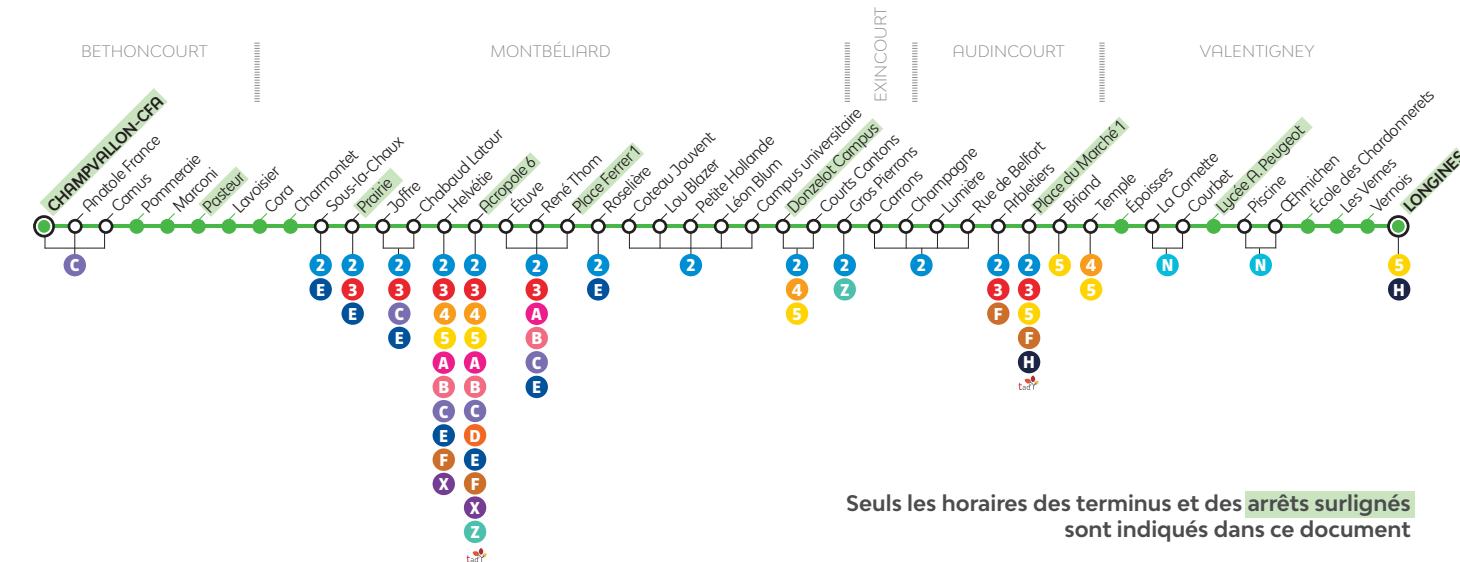 BETHONCOURT
MONTBÉLIARD
EXINCOURT
AUDINCOURT
VALENTIGNEY
CHAMPVALLON-CFA
Anatole France
Camus
Pommeraie
Marconi
Pasteur
Lavoisier
Cora
Charmontet
Sous-la-Chaux
Prairie
Joffre
Chabaud Latour
Helvétie
Acropole 6
Étuve
René Thom
Place Ferrer 1
Roselière
Coteau Jouvent
Lou Blazer
Petite Hollande
Léon Blum
Campus universitaire
Donzelot Campus
Courts Cantons
Gros Pierrons
Carrons
Champagne
Lumière
Rue de Belfort
Arbletiers
Place du Marché 1
Briand
Temple
Époisses
La Cornette
Courbet
Lycée A. Peugeot
Piscine
Œhmichen
École des Chardonnerets
Les Vernes
Vernois
LONGINES
C
2
E
2
3
E
2
3
C
E
2
3
4
5
A
B
C
E
F
X
2
3
4
5
A
B
C
D
E
F
X
Z
tad
2
3
A
B
C
E
2
E
2
2
4
5
2
Z
2
2
3
F
2
3
5
F
H
tad
5
4
5
N
N
5
H
Seuls les horaires des terminus et des arrêts surlignés
sont indiqués dans ce document